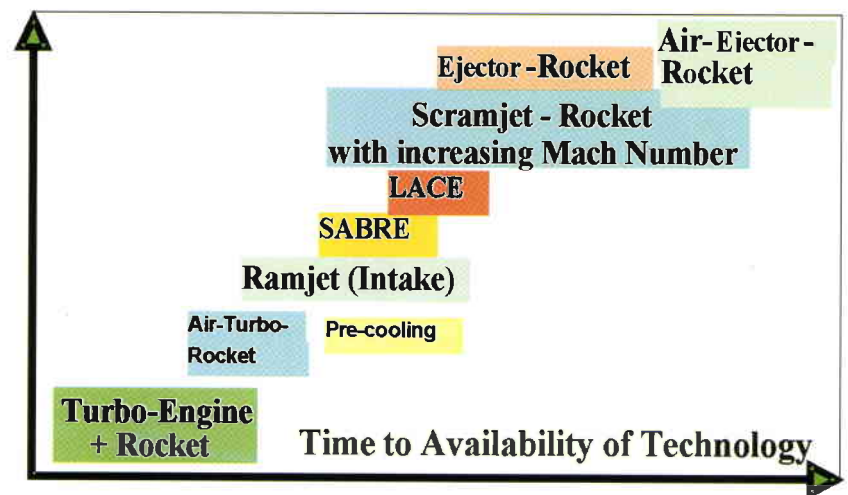 Ejector -Rocket
Air-Ejector-
Rocket
Scramjet - Rocket
with increasing Mach Number
LACE
SABRE
Ramjet (Intake)
Air-Turbo-
Rocket
Pre-cooling
Turbo-Engine
+ Rocket
Time to Availability of Technology